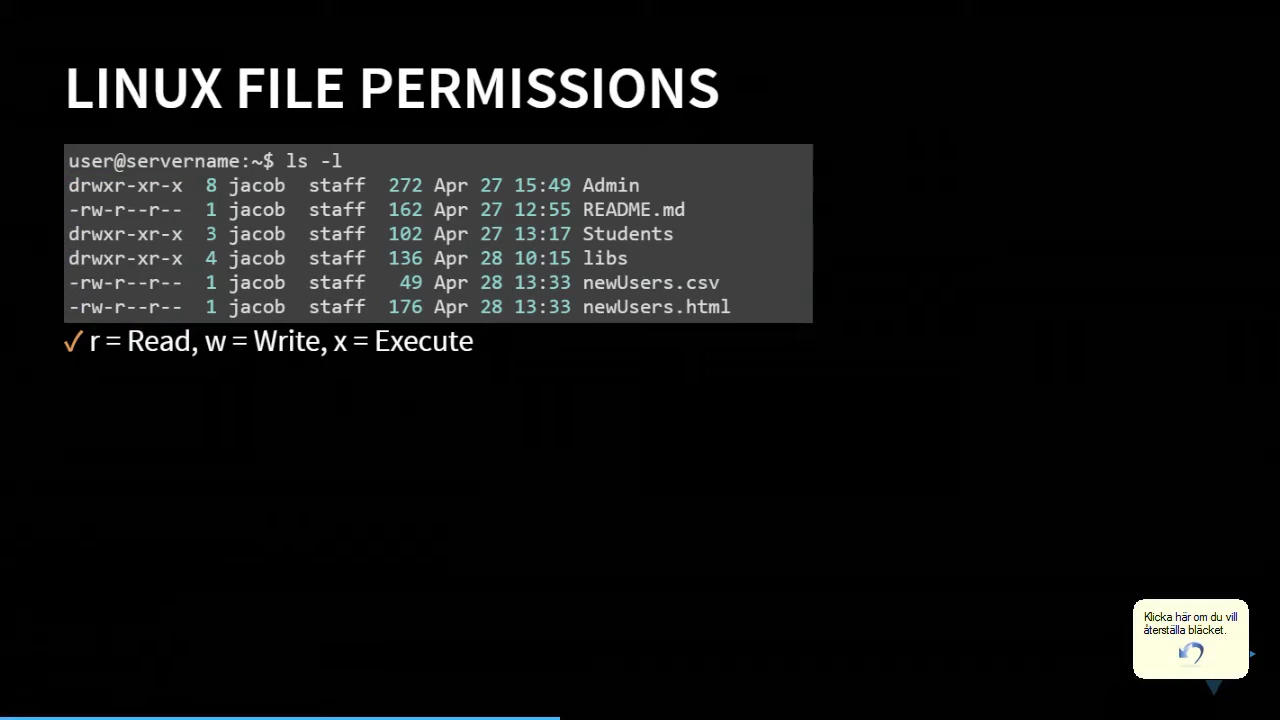 LINUX FILE PERMISSIONS
user@servername:~$ ls -l
drwxr-xr-x  8 jacob  staff  272 Apr 27 15:49 Admin
-rw-r--r--  1 jacob  staff  162 Apr 27 12:55 README.md
drwxr-xr-x  3 jacob  staff  102 Apr 27 13:17 Students
drwxr-xr-x  4 jacob  staff  136 Apr 28 10:15 libs
-rw-r--r--  1 jacob  staff   49 Apr 28 13:33 newUsers.csv
-rw-r--r--  1 jacob  staff  176 Apr 28 13:33 newUsers.html
✓ r = Read, w = Write, x = Execute
Klicka här om du vill
återställa bläcket.